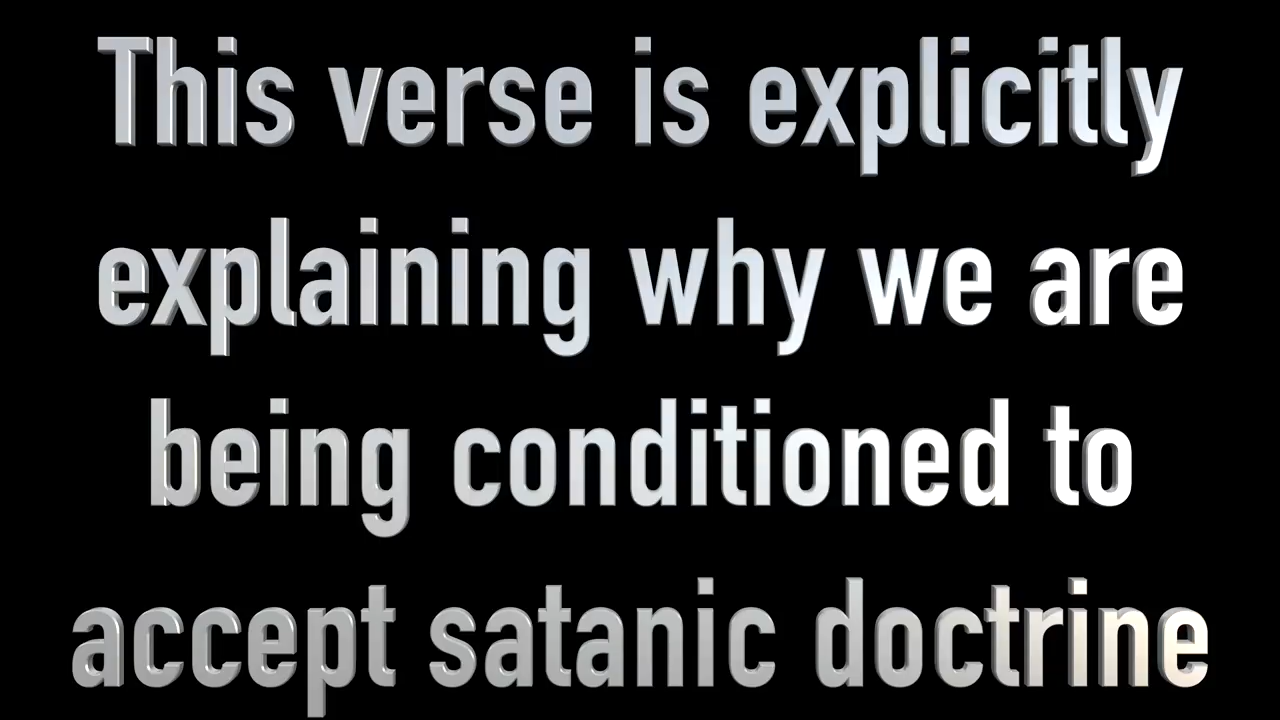 This verse is explicitly
explaining why we are
being conditioned to
accept satanic doctrine